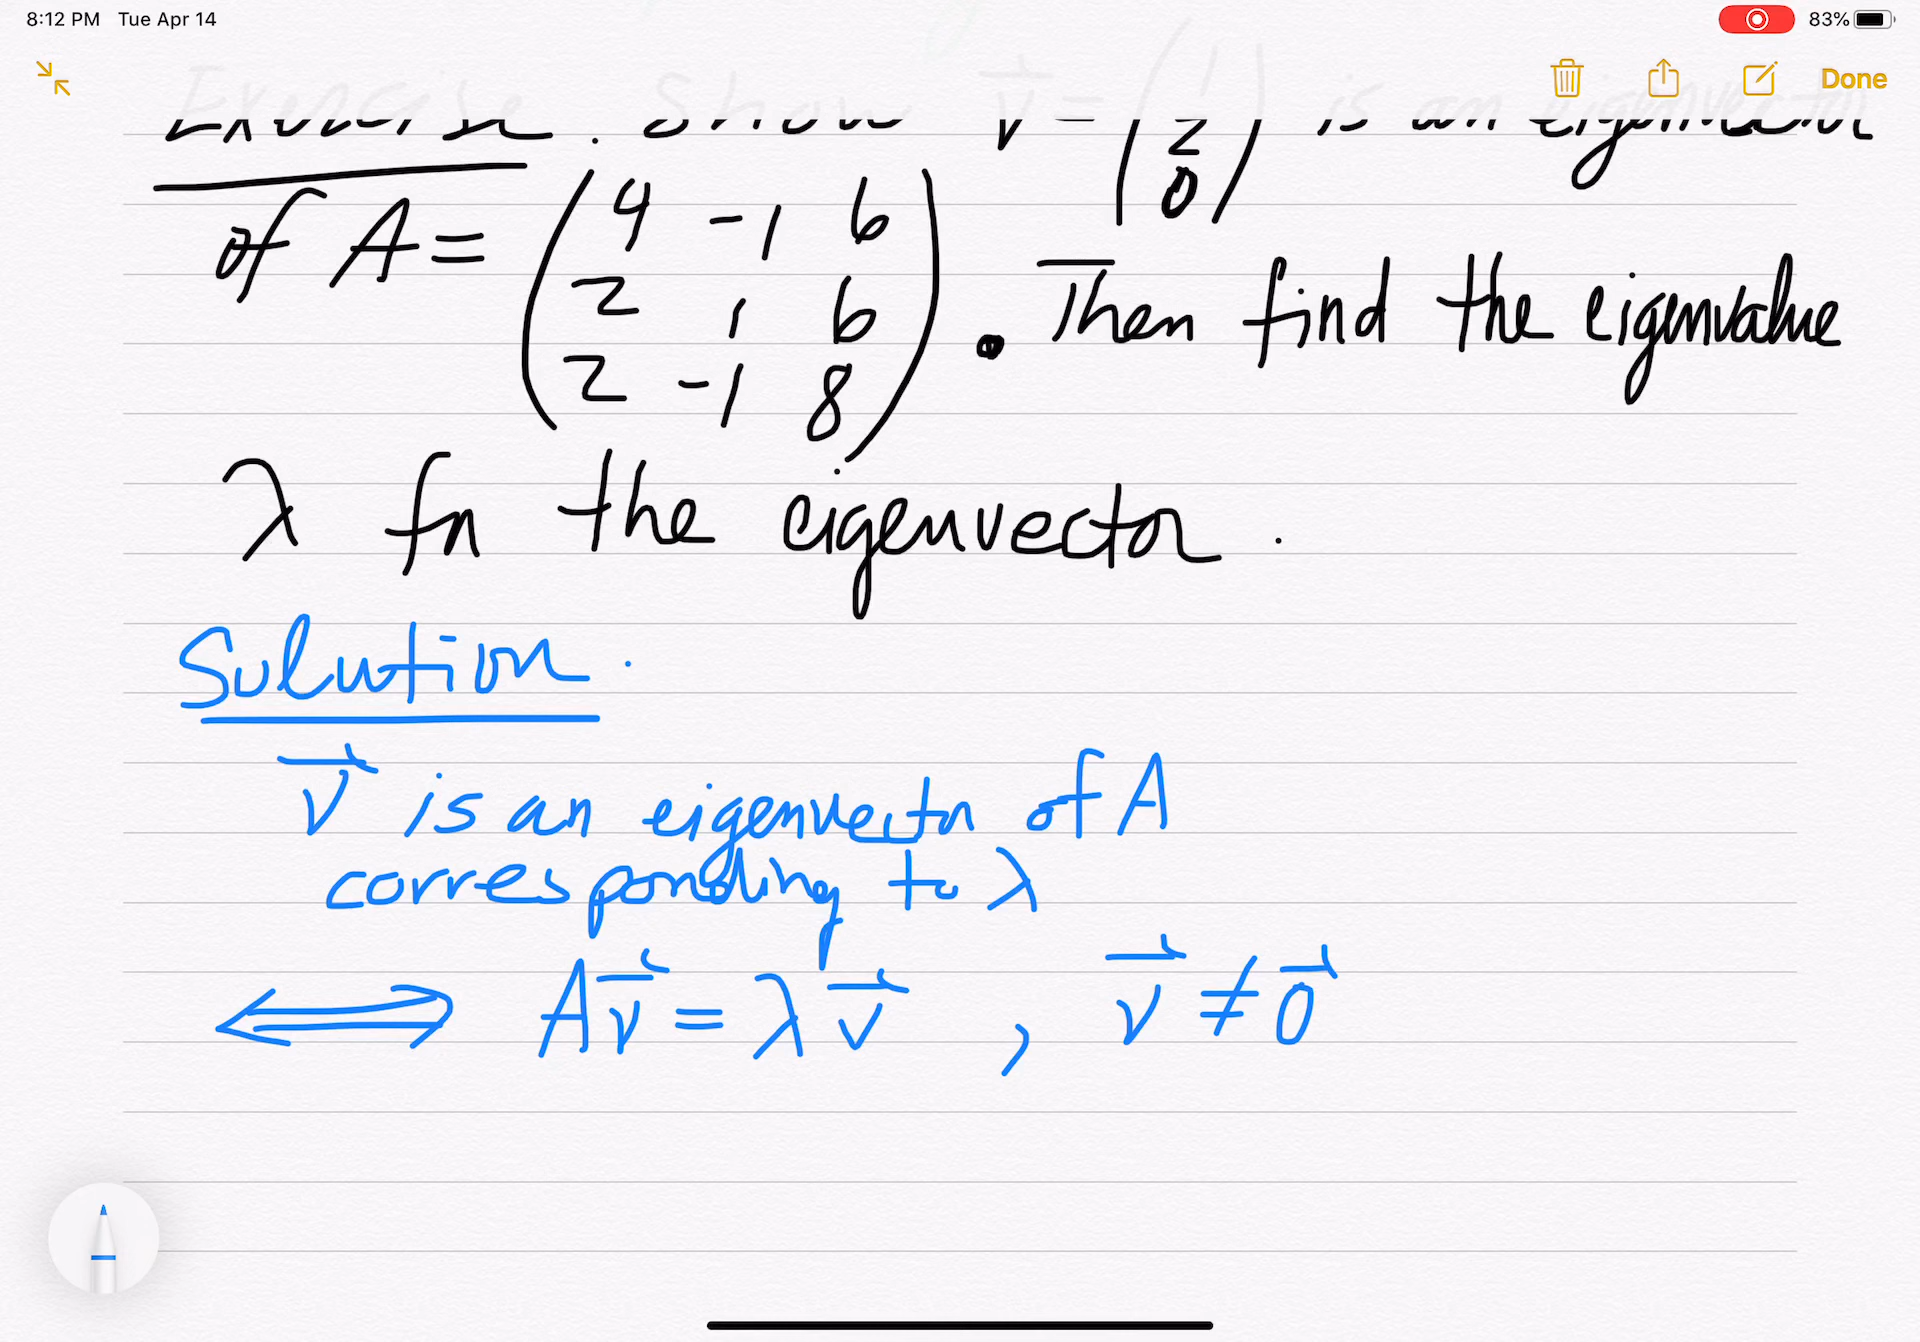 8:12 PM Tue Apr 14
83%
Done
Exercise. Show v⃗ = (1 2 0) is an eigenvector
of A = (4 -1 6
2 1 6
2 -1 8). Then find the eigenvalue
λ for the eigenvector.
Solution.
v⃗ is an eigenvector of A
corresponding to λ
⟺ Av⃗ = λv⃗ , v⃗ ≠ 0⃗